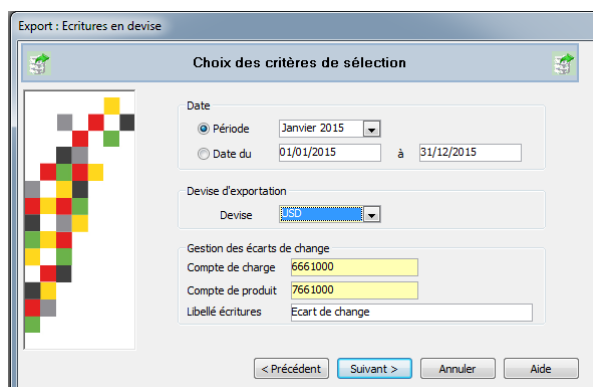 Export : Ecritures en devise
Choix des critères de sélection
Date
Période Janvier 2015
Date du 01/01/2015 à 31/12/2015
Devise d'exportation
Devise USD
Gestion des écarts de change
Compte de charge 6661000
Compte de produit 7661000
Libellé écritures Ecart de change
< Précédent Suivant > Annuler Aide